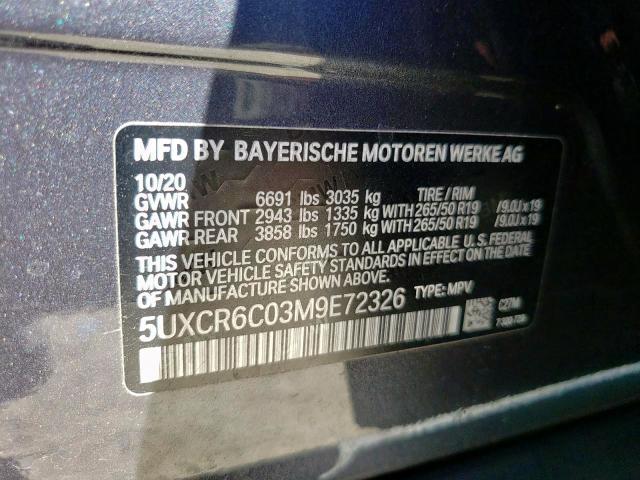 MFD BY BAYERISCHE MOTOREN WERKE AG
10/20
GVWR 6691 lbs 3035 kg TIRE / RIM
GAWR FRONT 2943 lbs 1335 kg WITH 265/50 R19 /9.0J x 19
GAWR REAR 3858 lbs 1750 kg WITH 265/50 R19 /9.0J x 19
THIS VEHICLE CONFORMS TO ALL APPLICABLE U. S. FEDERAL
MOTOR VEHICLE SAFETY STANDARDS IN EFFECT ON THE DATE
OF MANUFACTURE SHOWN ABOVE.
5UXCR6C03M9E72326 TYPE: MPV
C27M